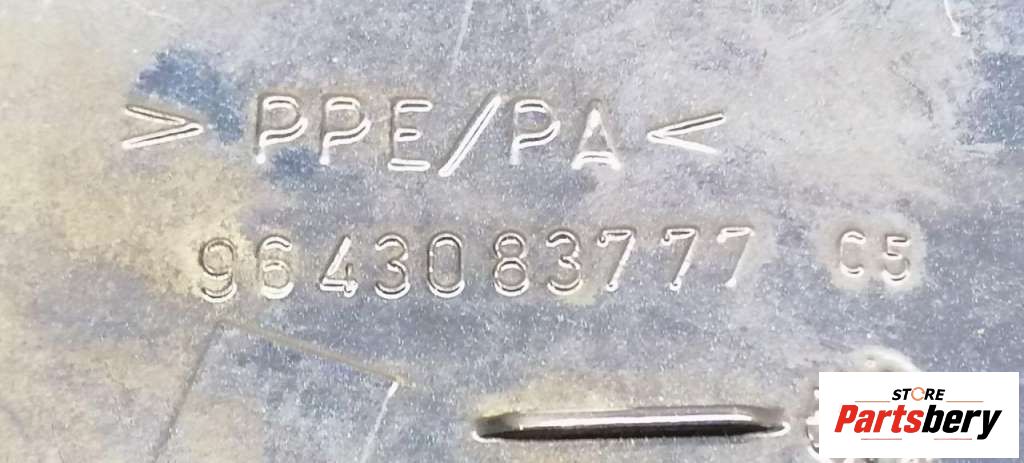 >PPE/PA<
9643083777 C5
STORE
Partsbery